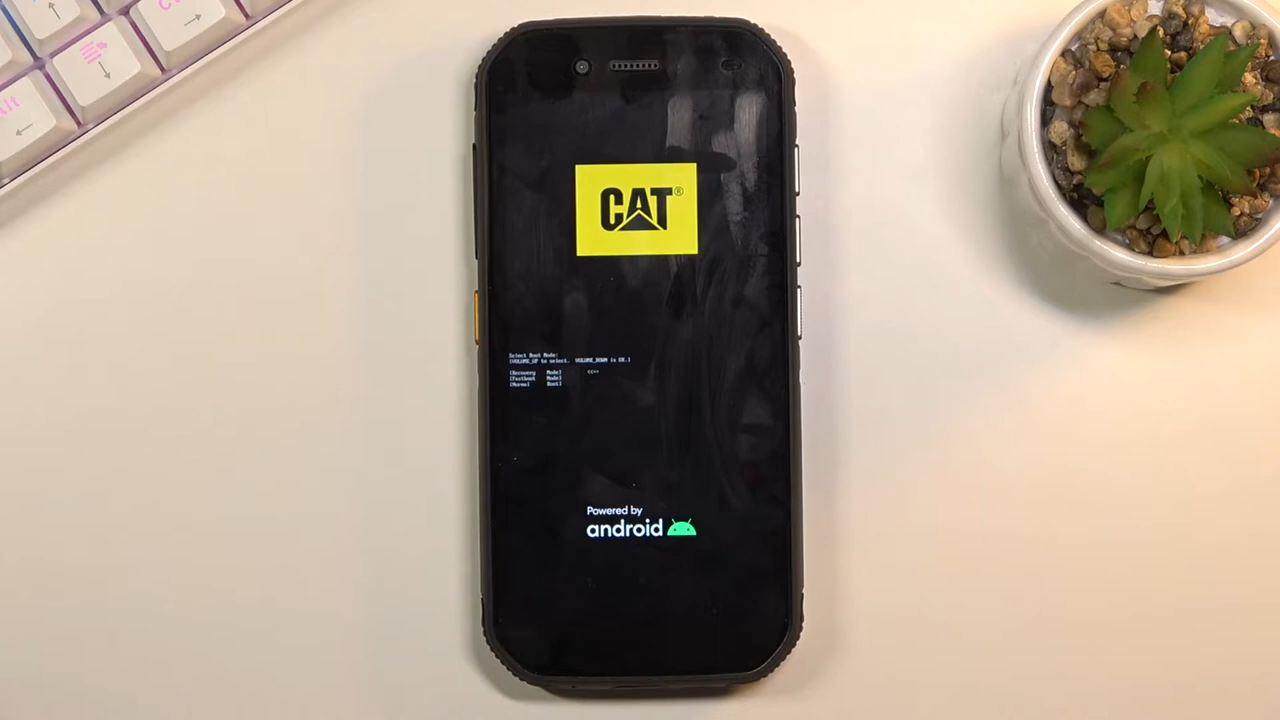 Alt
CAT®
Select Boot Mode:
[VOLUME_UP to select.  VOLUME_DOWN is OK.]
[Recovery    Mode]         <<==
[Fastboot    Mode]
[Normal      Boot]
Powered by
android